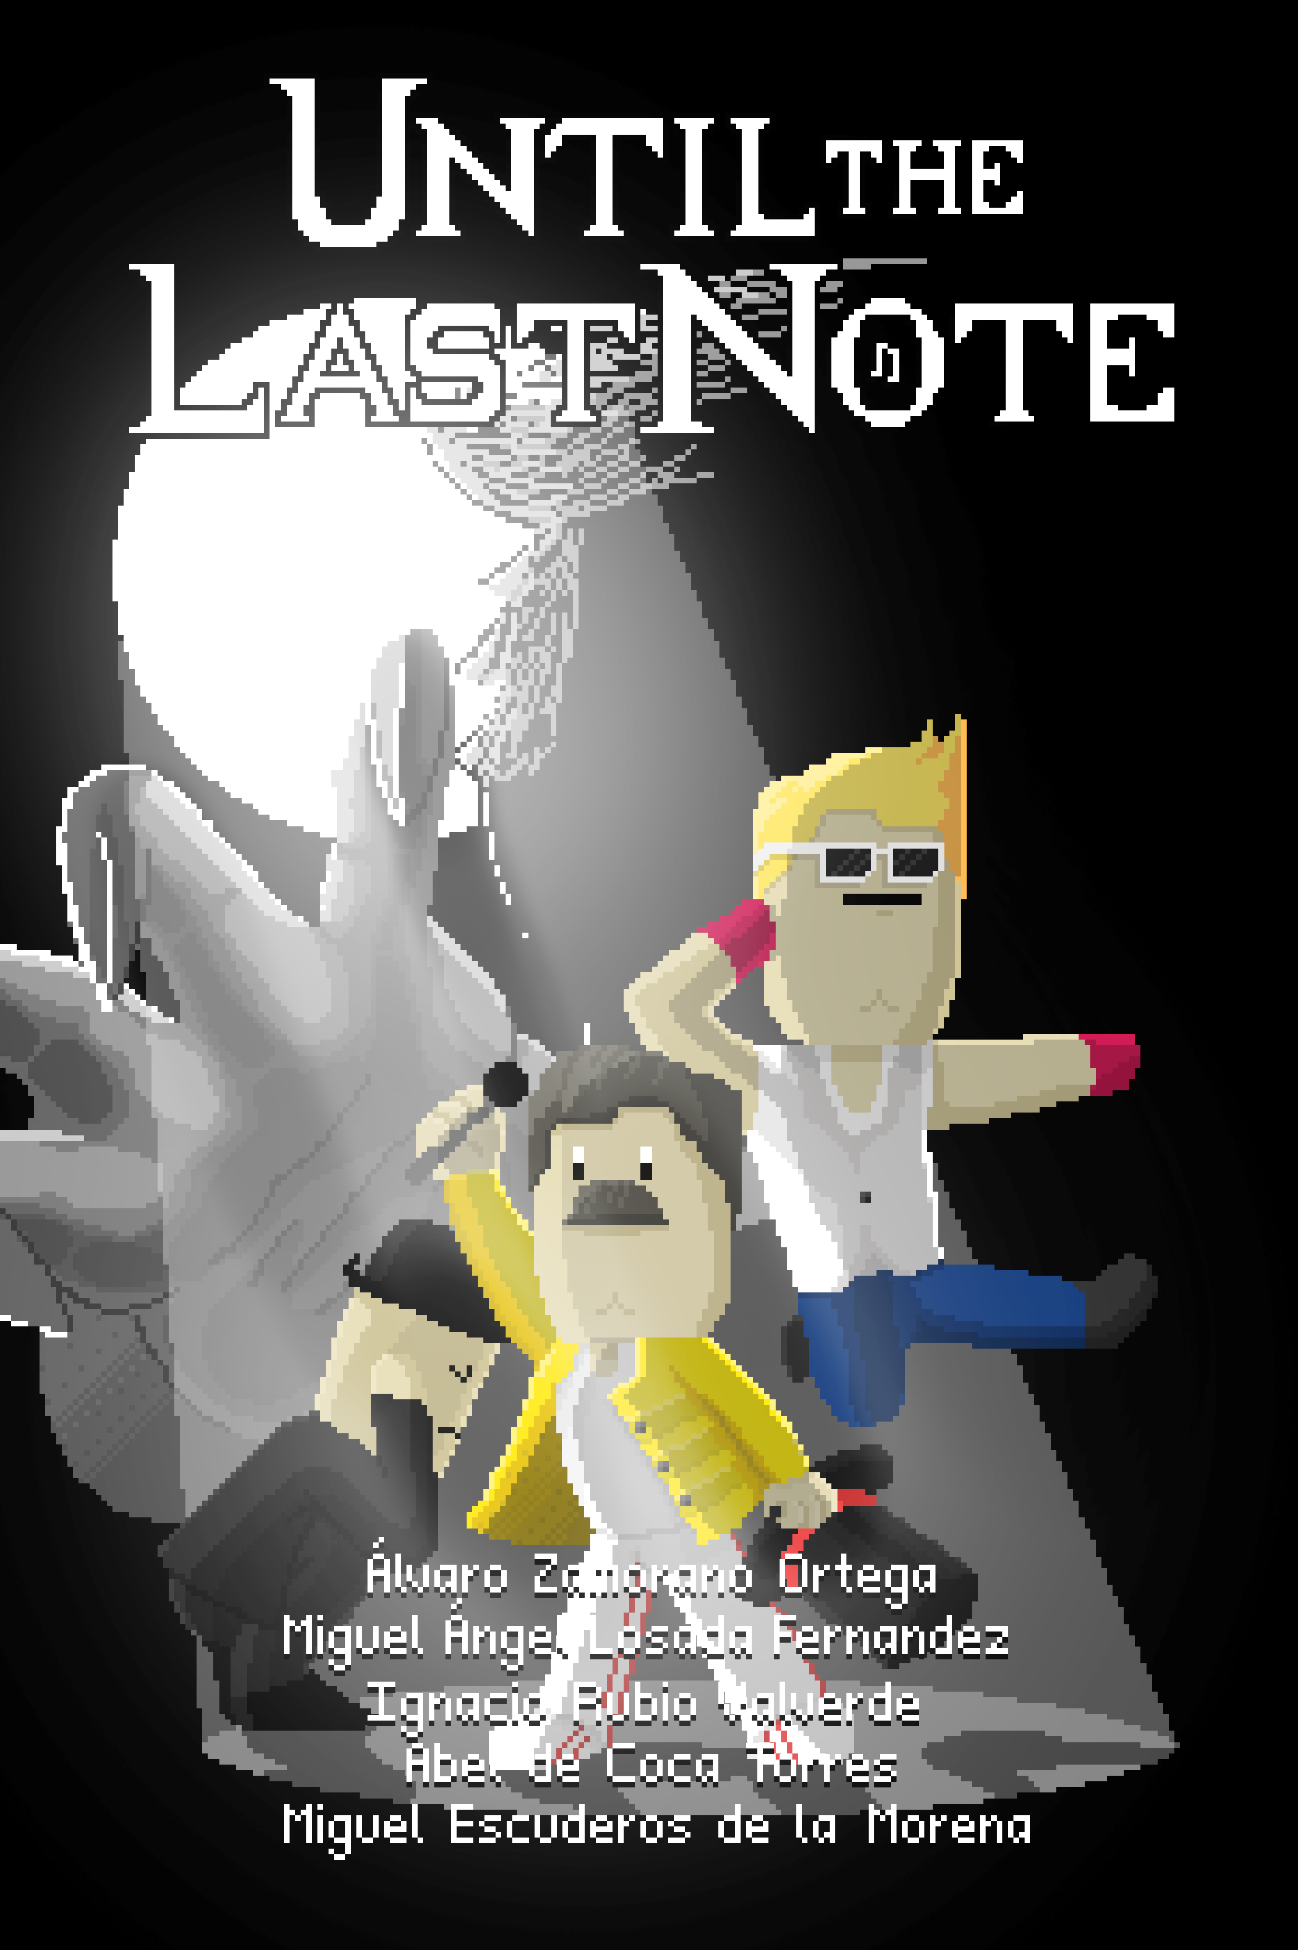 UNTIL THE
LAST NOTE
Álvaro Zamorano Ortega
Miguel Ángel Losada Fernandez
Ignacio Rubio Valverde
Abel de Coca Torres
Miguel Escuderos de la Morena